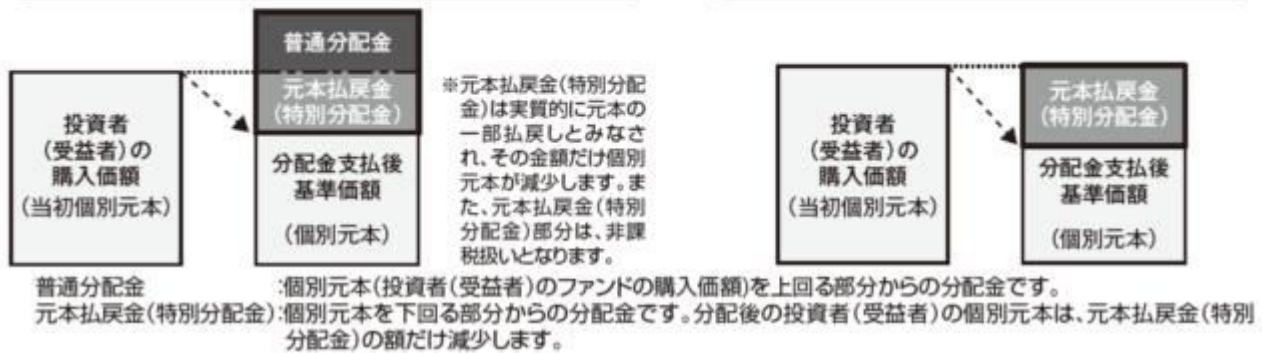 普通分配金
元本払戻金
(特別分配金)
投資者
(受益者)の
購入価額
(当初個別元本)
分配金支払後
基準価額
(個別元本)
※元本払戻金(特別分配
金)は実質的に元本の
一部払戻しとみなさ
れ、その金額だけ個別
元本が減少します。ま
た、元本払戻金(特別
分配金)部分は、非課
税扱いとなります。
投資者
(受益者)の
購入価額
(当初個別元本)
元本払戻金
(特別分配金)
分配金支払後
基準価額
(個別元本)
普通分配金 :個別元本(投資者(受益者)のファンドの購入価額)を上回る部分からの分配金です。
元本払戻金(特別分配金):個別元本を下回る部分からの分配金です。分配後の投資者(受益者)の個別元本は、元本払戻金(特別
分配金)の額だけ減少します。